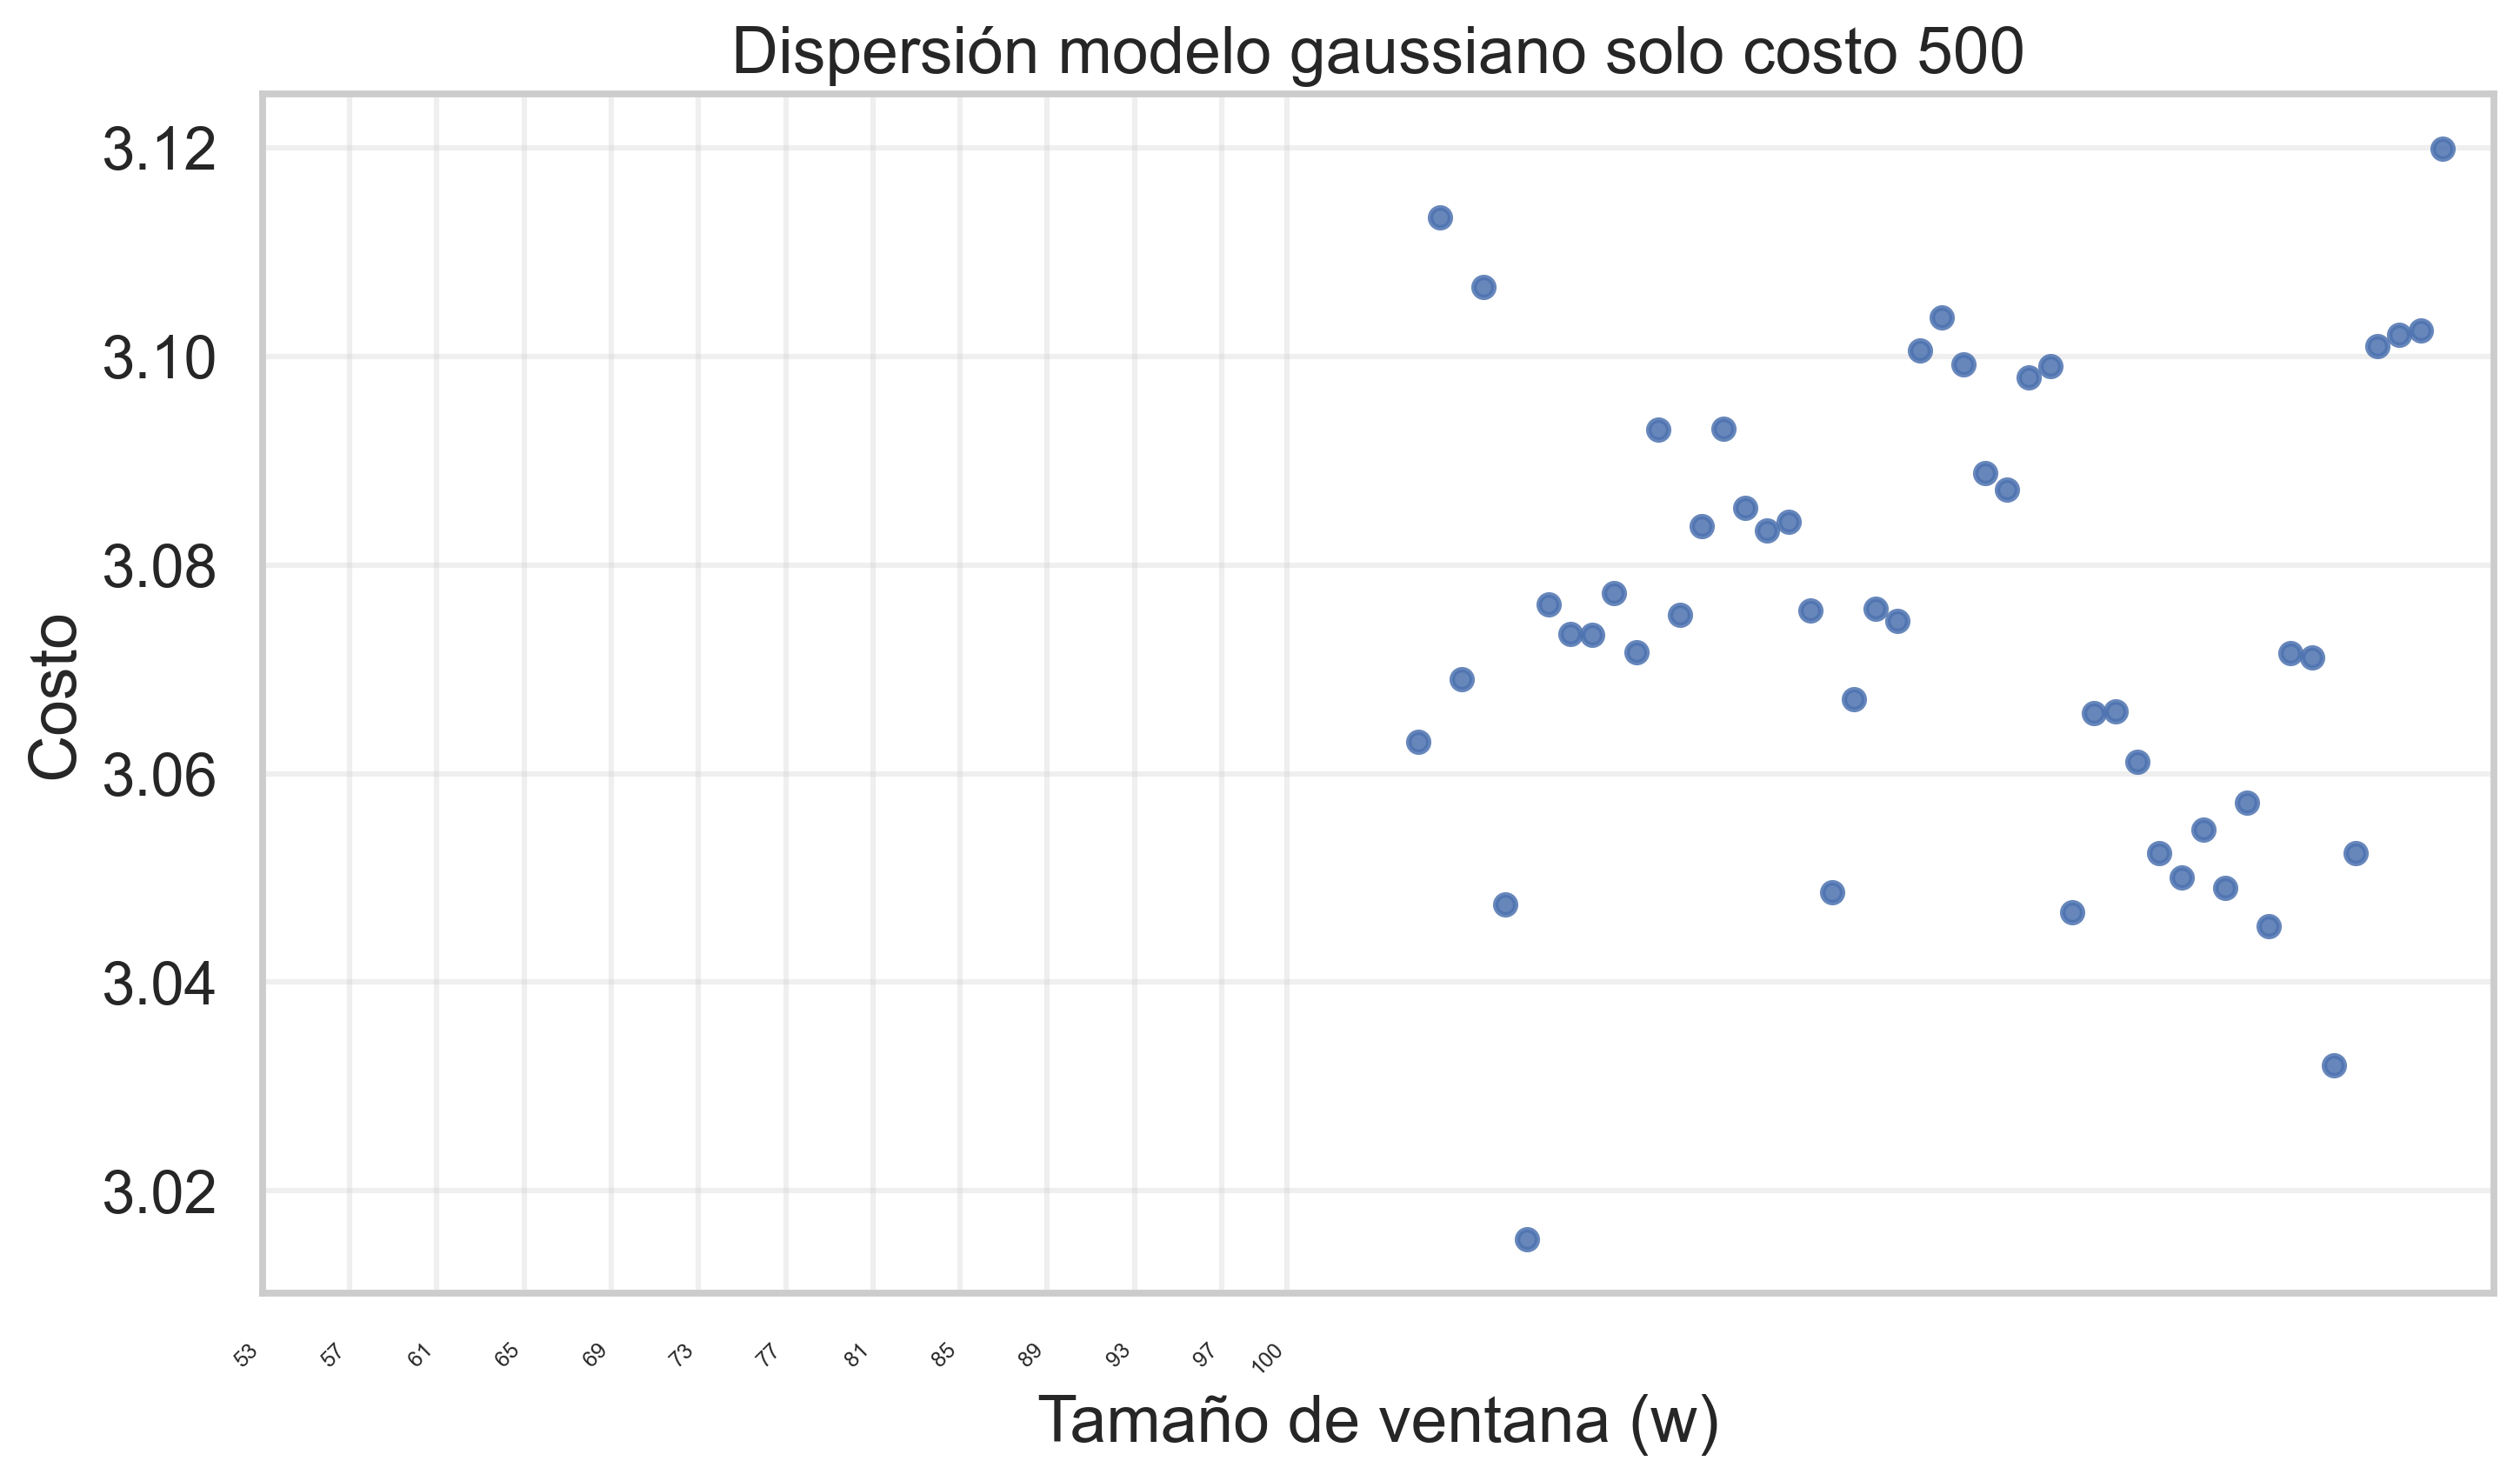 Dispersión modelo gaussiano solo costo 500
3.12
3.10
3.08
3.06
3.04
3.02
Costo
53 57 61 65 69 73 77 81 85 89 93 97 100
Tamaño de ventana (w)